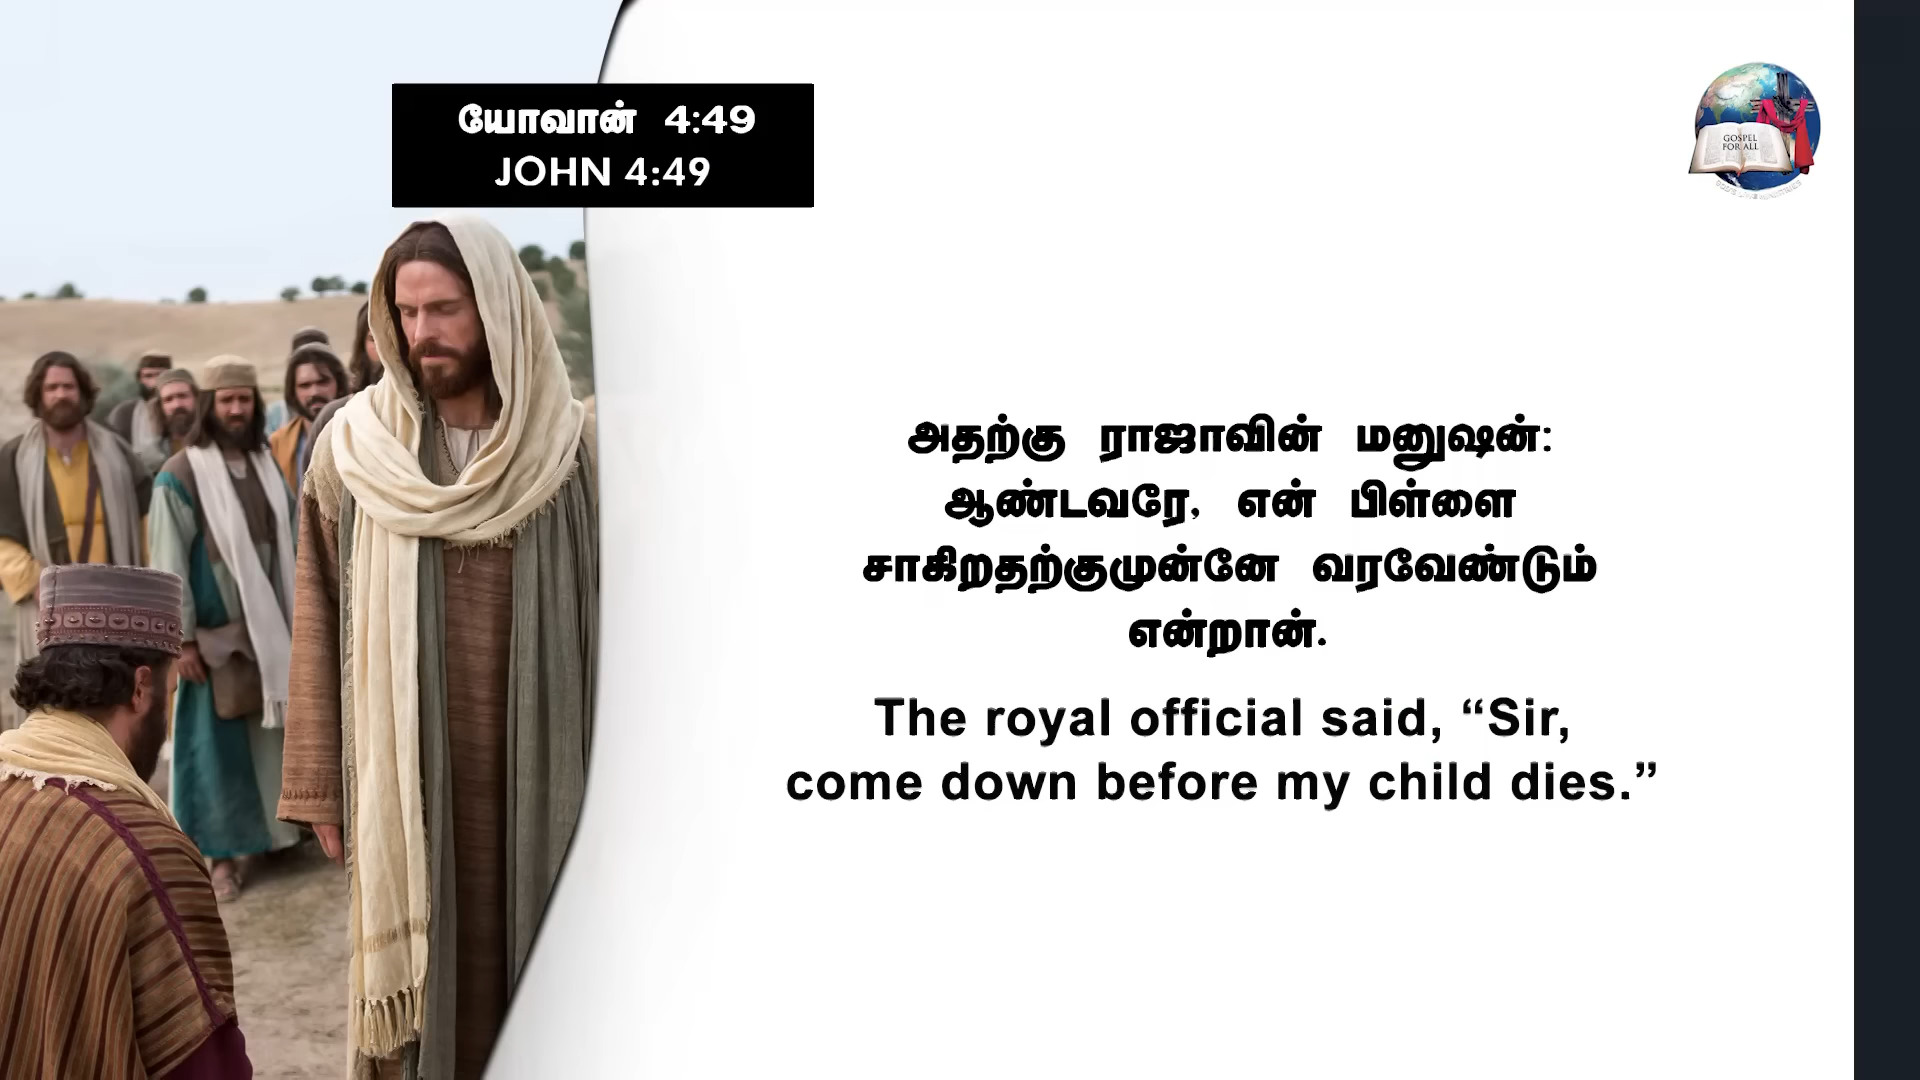 யோவான் 4:49
JOHN 4:49
GOSPEL
FOR ALL
அதற்கு ராஜாவின் மனுஷன்:
ஆண்டவரே, என் பிள்ளை
சாகிறதற்குமுன்னே வரவேண்டும்
என்றான்.
The royal official said, “Sir,
come down before my child dies.”